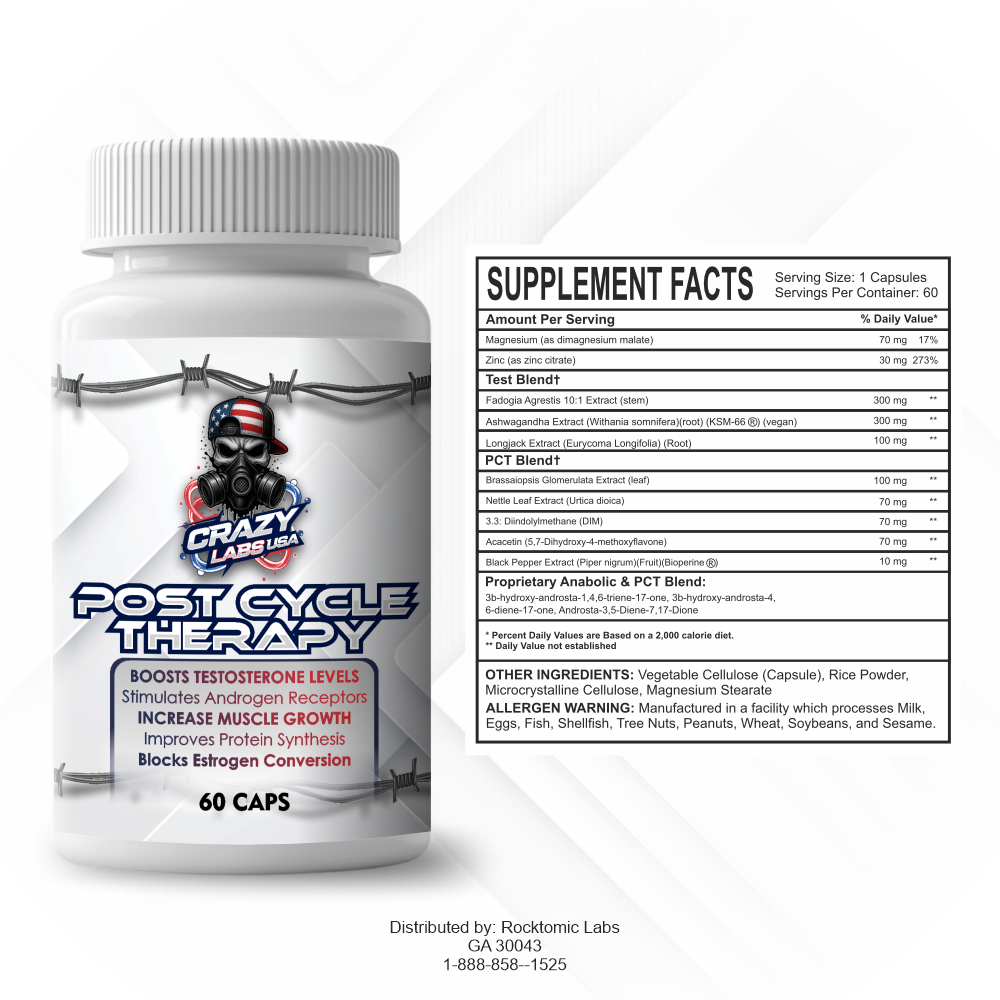 CRAZY
LABS USA
POST CYCLE
THERAPY
BOOSTS TESTOSTERONE LEVELS
Stimulates Androgen Receptors
INCREASE MUSCLE GROWTH
Improves Protein Synthesis
Blocks Estrogen Conversion
60 CAPS
SUPPLEMENT FACTS
Serving Size: 1 Capsules
Servings Per Container: 60
Amount Per Serving % Daily Value*
Magnesium (as dimagnesium malate) 70 mg 17%
Zinc (as zinc citrate) 30 mg 273%
Test Blend†
Fadogia Agrestis 10:1 Extract (stem) 300 mg **
Ashwagandha Extract (Withania somnifera)(root) (KSM-66 ®) (vegan) 300 mg **
Longjack Extract (Eurycoma Longifolia) (Root) 100 mg **
PCT Blend†
Brassaiopsis Glomerulata Extract (leaf) 100 mg **
Nettle Leaf Extract (Urtica dioica) 70 mg **
3.3: Diindolylmethane (DIM) 70 mg **
Acacetin (5,7-Dihydroxy-4-methoxyflavone) 70 mg **
Black Pepper Extract (Piper nigrum)(Fruit)(Bioperine ®) 10 mg **
Proprietary Anabolic & PCT Blend:
3b-hydroxy-androsta-1,4,6-triene-17-one, 3b-hydroxy-androsta-4,
6-diene-17-one, Androsta-3,5-Diene-7,17-Dione
* Percent Daily Values are Based on a 2,000 calorie diet.
** Daily Value not established
OTHER INGREDIENTS: Vegetable Cellulose (Capsule), Rice Powder,
Microcrystalline Cellulose, Magnesium Stearate
ALLERGEN WARNING: Manufactured in a facility which processes Milk,
Eggs, Fish, Shellfish, Tree Nuts, Peanuts, Wheat, Soybeans, and Sesame.
Distributed by: Rocktomic Labs
GA 30043
1-888-858--1525